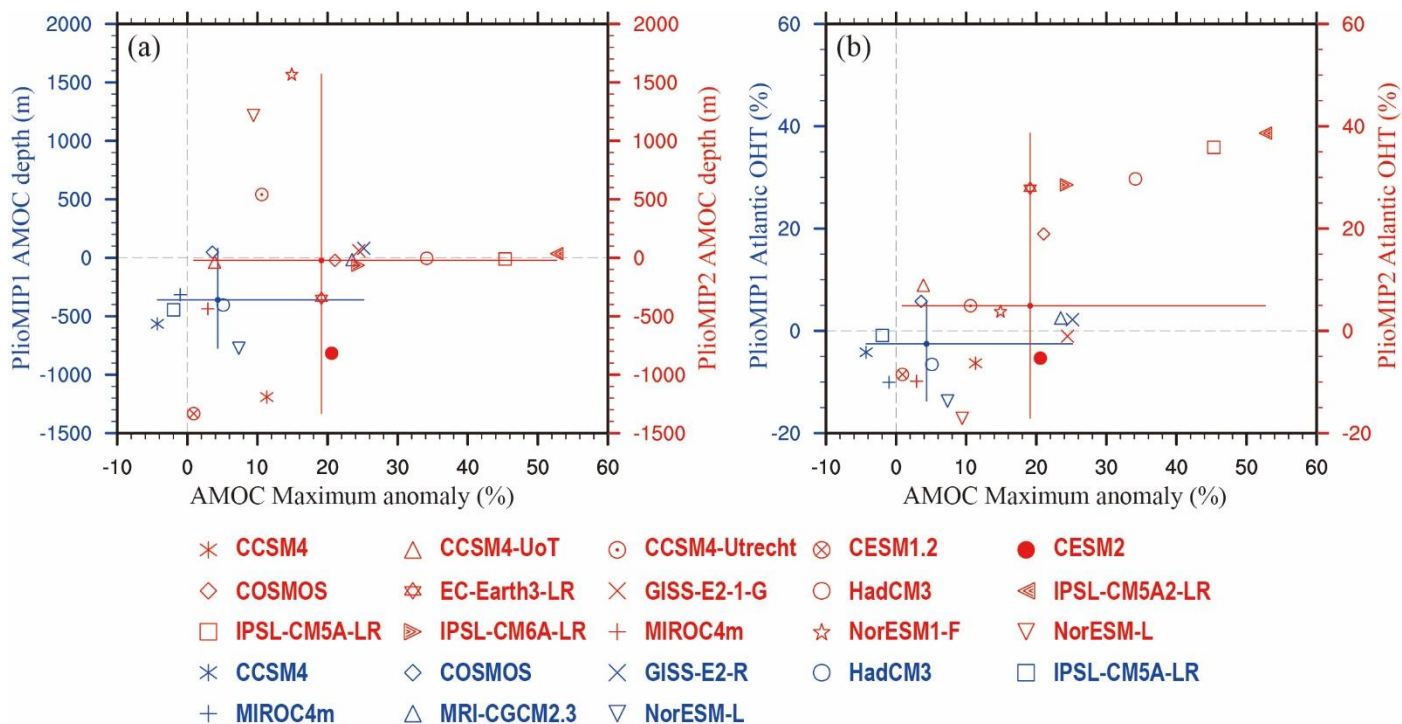 (a)
PlioMIP1 AMOC depth (m)
2000
1500
1000
500
0
-500
-1000
-1500
2000
1500
1000
500
0
-500
-1000
-1500
PlioMIP2 AMOC depth (m)
-10 0 10 20 30 40 50 60
AMOC Maximum anomaly (%)
(b)
PlioMIP1 Atlantic OHT (%)
60
40
20
0
-20
60
40
20
0
-20
PlioMIP2 Atlantic OHT (%)
-10 0 10 20 30 40 50 60
AMOC Maximum anomaly (%)
CCSM4 CCSM4-UoT CCSM4-Utrecht CESM1.2 CESM2
COSMOS EC-Earth3-LR GISS-E2-1-G HadCM3 IPSL-CM5A2-LR
IPSL-CM5A-LR IPSL-CM6A-LR MIROC4m NorESM1-F NorESM-L
CCSM4 COSMOS GISS-E2-R HadCM3 IPSL-CM5A-LR
MIROC4m MRI-CGCM2.3 NorESM-L